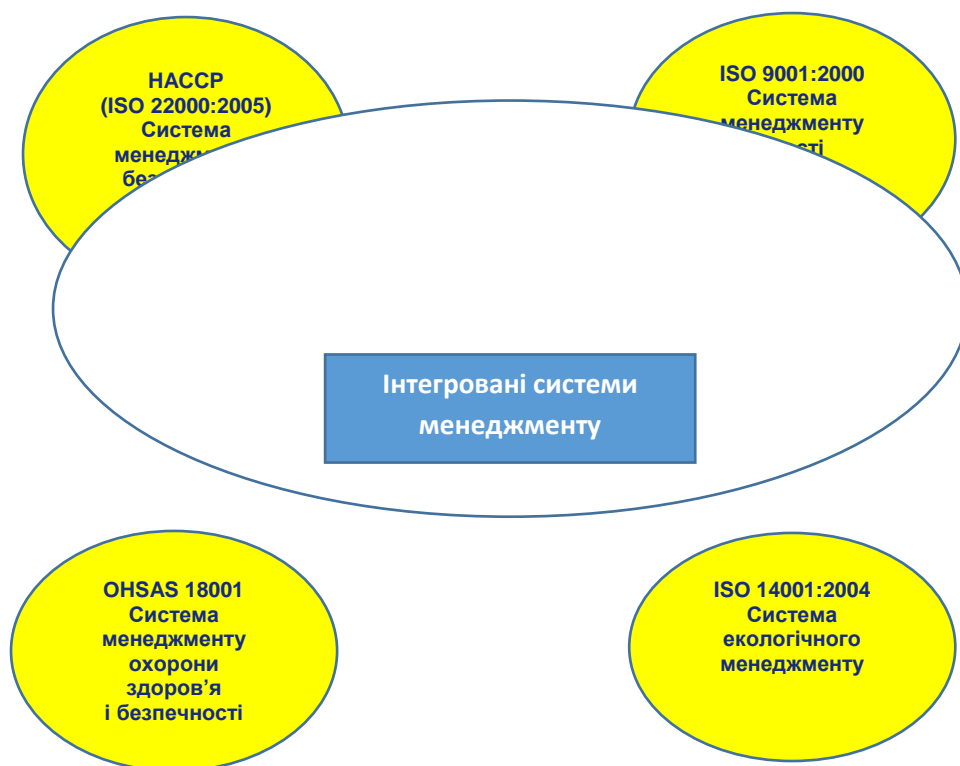 HACCP
(ISO 22000:2005)
Система
ISO 9001:2000
Система
менеджменту
Інтегровані системи
менеджменту
OHSAS 18001
Система
менеджменту
охорони
здоров’я
і безпечності
ISO 14001:2004
Система
екологічного
менеджменту